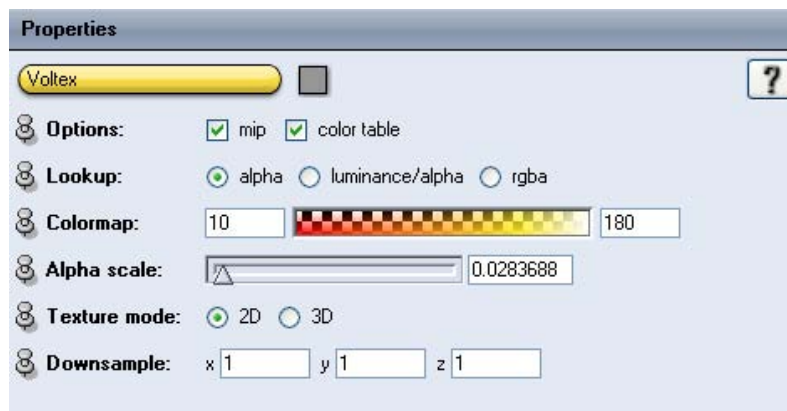 Properties
Voltex ?
Options: mip color table
Lookup: alpha luminance/alpha rgba
Colormap: 10 180
Alpha scale: 0.0283688
Texture mode: 2D 3D
Downsample: x 1 y 1 z 1